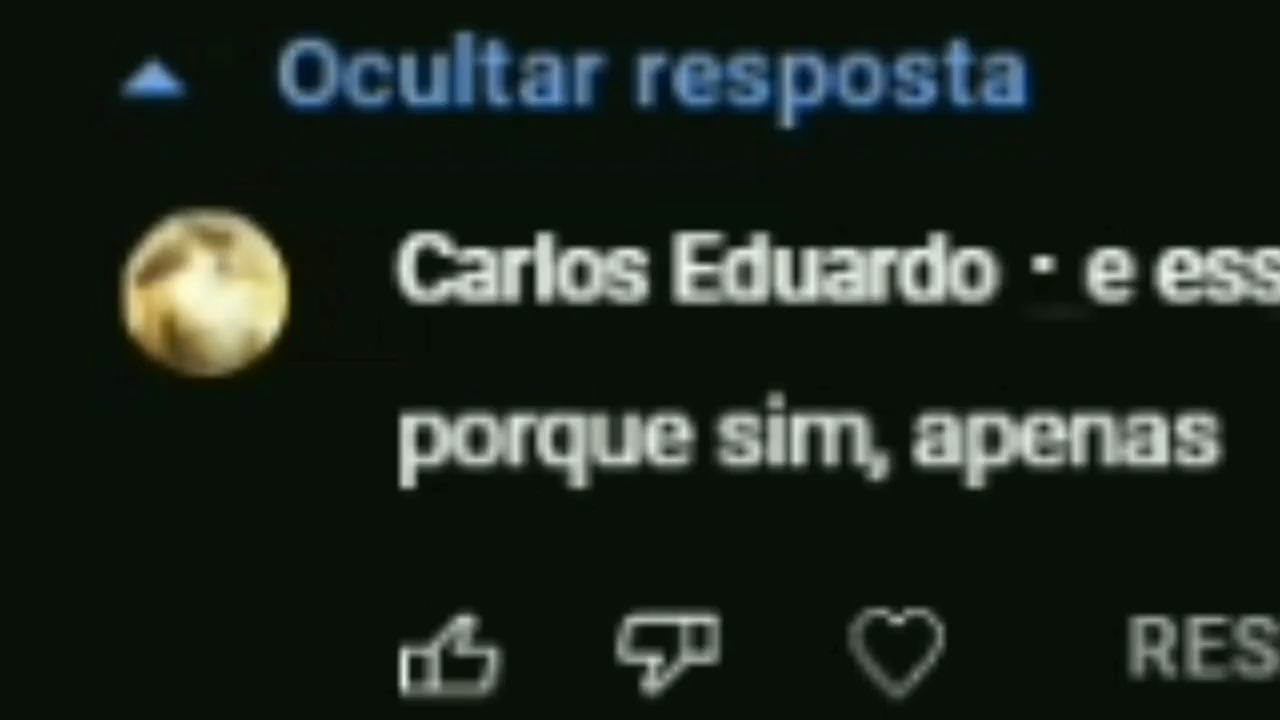 Ocultar resposta
Carlos Eduardo · e
porque sim, apenas